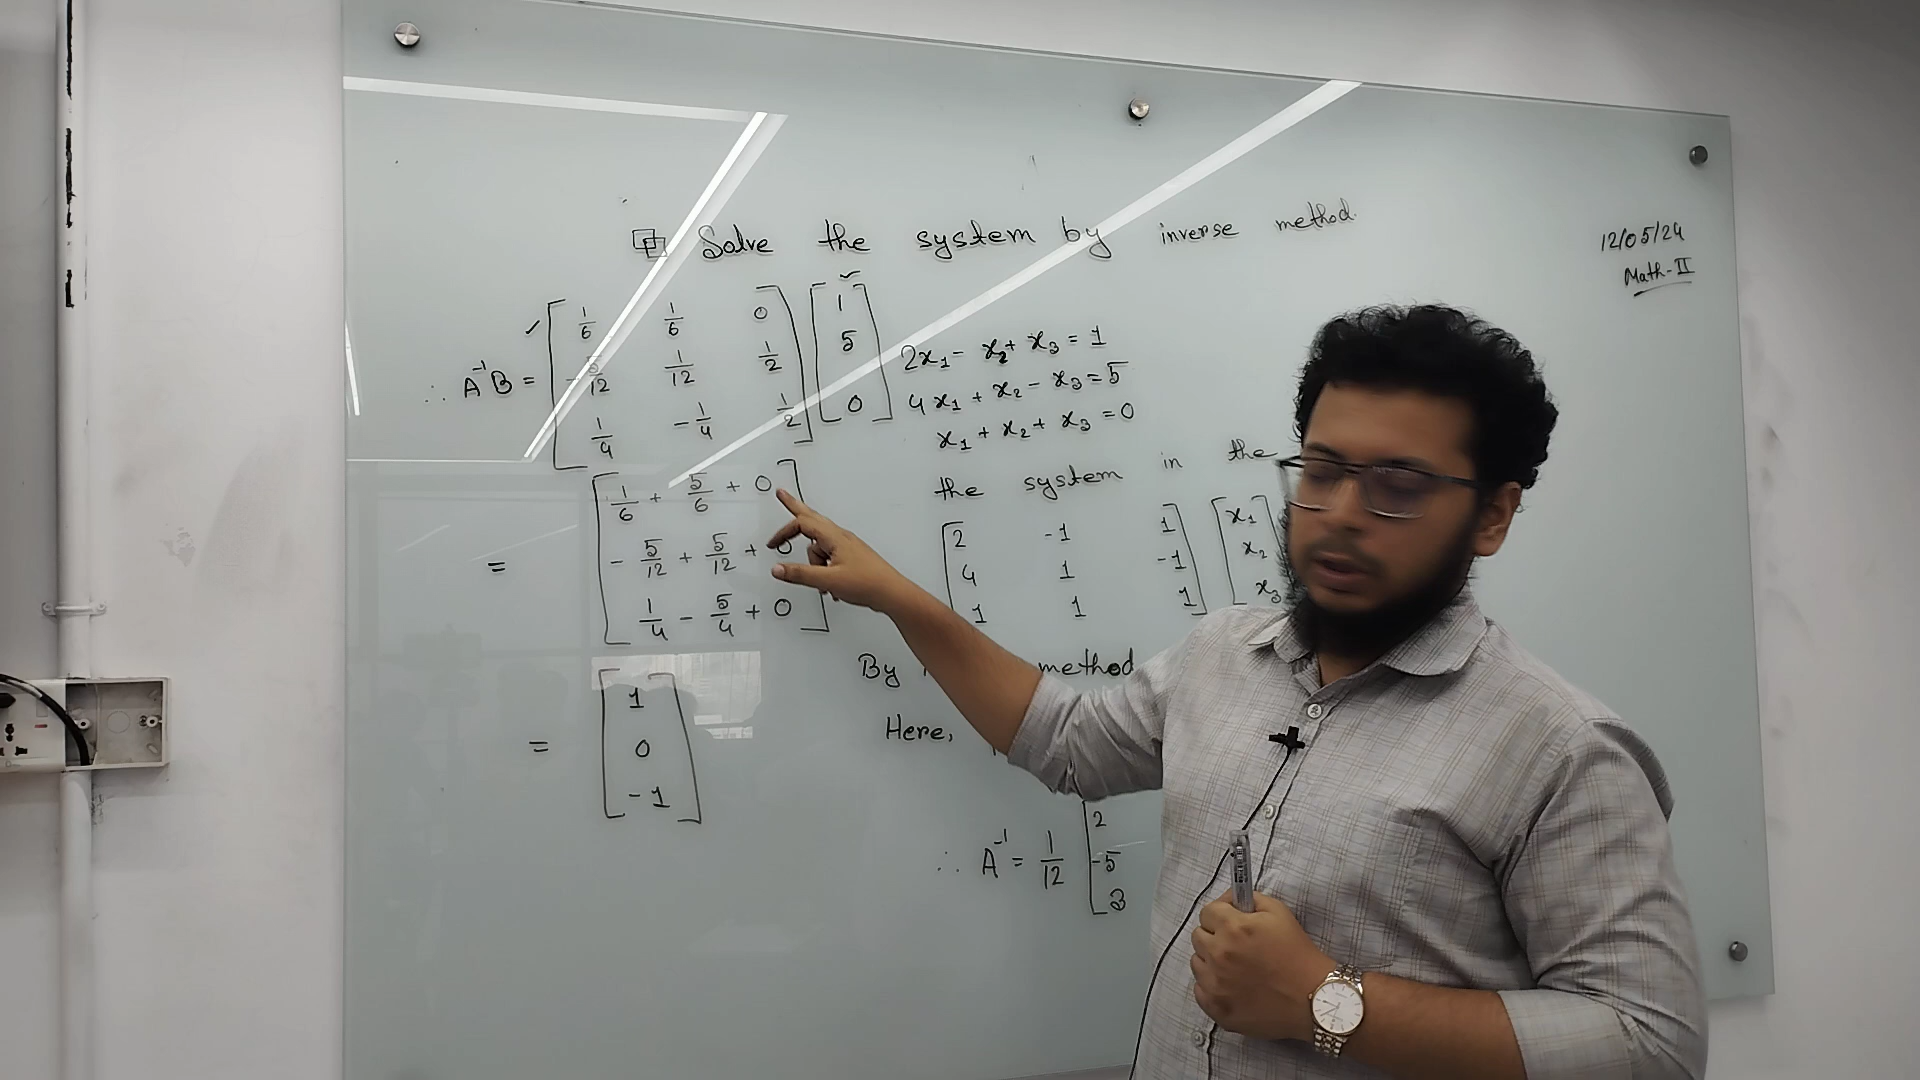 Solve the system by inverse method.
12/05/24
Math-II
∴ A⁻¹B = [1/6 1/6 0; -5/12 1/12 1/2; 1/4 -1/4 1/2] [1; 5; 0]
2x₁ - x₂ + x₃ = 1
4x₁ + x₂ - x₃ = 5
x₁ + x₂ + x₃ = 0
= [1/6 + 5/6 + 0; -5/12 + 5/12 + 0; 1/4 - 5/4 + 0]
= [1; 0; -1]
the system in the
[2 -1 1; 4 1 -1; 1 1 1] [x₁; x₂; x₃
By method
Here,
∴ A⁻¹ = 1/12 [2; -5; 3